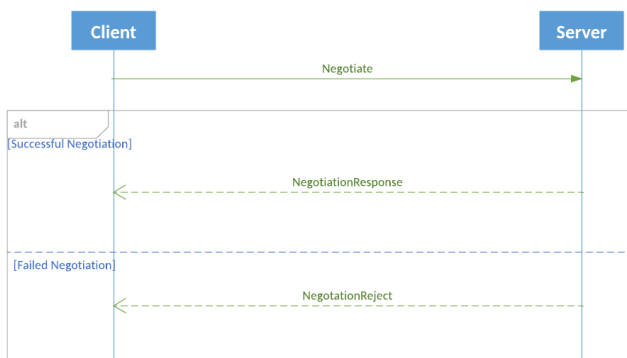 Client
Server
Negotiate
alt
[Successful Negotiation]
NegotiationResponse
[Failed Negotiation]
NegotationReject